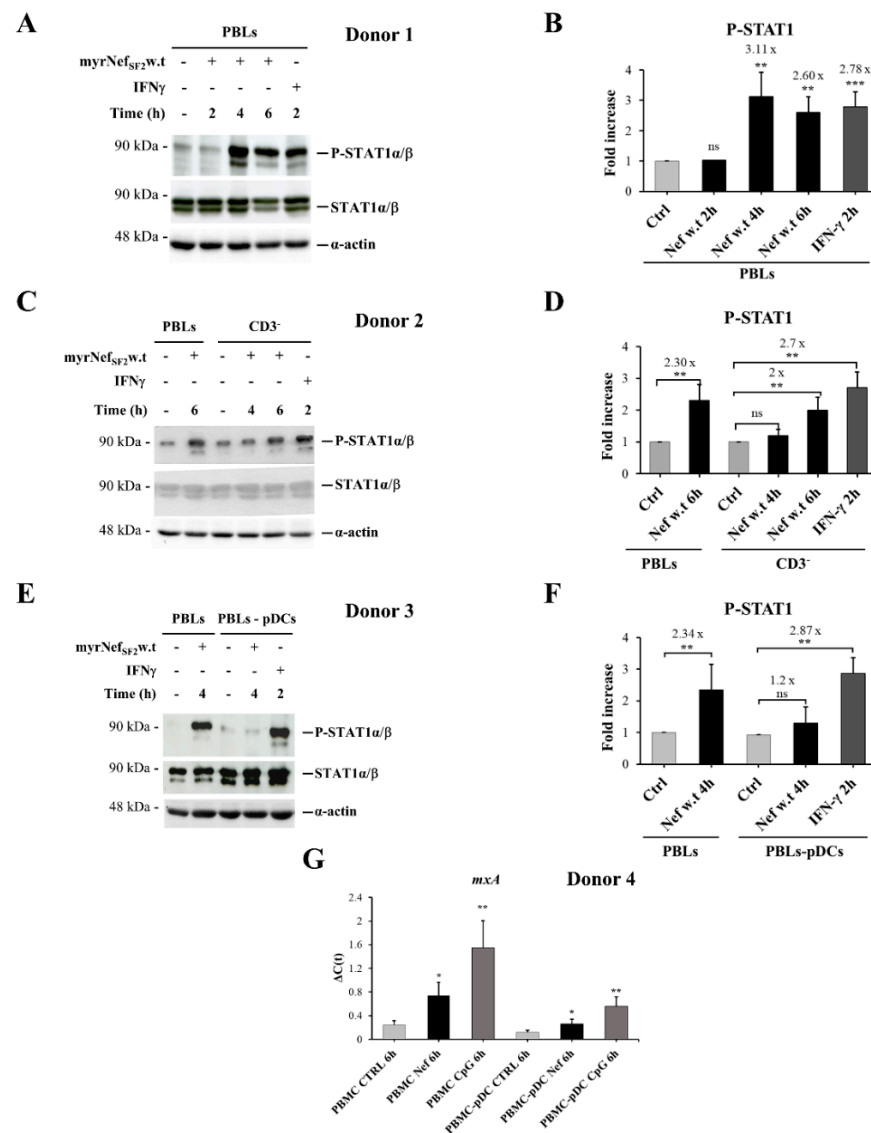 A
Donor 1
PBLs
myrNefSF2w.t - + + + -
IFNγ - - - - +
Time (h) - 2 4 6 2
90 kDa - P-STAT1α/β
90 kDa - STAT1α/β
48 kDa - α-actin
B
P-STAT1
3.11 x
**
2.60 x
**
2.78 x
***
ns
Fold increase
4
3
2
1
0
Ctrl
Nef w.t 2h
Nef w.t 4h
Nef w.t 6h
IFN-γ 2h
PBLs
C
Donor 2
PBLs CD3-
myrNefSF2w.t - + - + + -
IFNγ - - - - - +
Time (h) - 6 - 4 6 2
90 kDa - P-STAT1α/β
90 kDa - STAT1α/β
48 kDa - α-actin
D
P-STAT1
2.7 x
**
2.30 x
**
2 x
**
ns
Fold increase
4
3
2
1
0
Ctrl
Nef w.t 6h
Ctrl
Nef w.t 4h
Nef w.t 6h
IFN-γ 2h
PBLs
CD3-
E
Donor 3
PBLs PBLs - pDCs
myrNefSF2w.t - + - + -
IFNγ - - - - +
Time (h) - 4 - 4 2
90 kDa - P-STAT1α/β
90 kDa - STAT1α/β
48 kDa - α-actin
F
P-STAT1
2.34 x
**
2.87 x
**
1.2 x
ns
Fold increase
4
3
2
1
0
Ctrl
Nef w.t 4h
Ctrl
Nef w.t 4h
IFN-γ 2h
PBLs
PBLs-pDCs
G
mxA
Donor 4
ΔC(t)
2.4
2
1.6
1.2
0.8
0.4
0
*
**
*
**
PBMC CTRL 6h
PBMC Nef 6h
PBMC CpG 6h
PBMC-pDC CTRL 6h
PBMC-pDC Nef 6h
PBMC-pDC CpG 6h